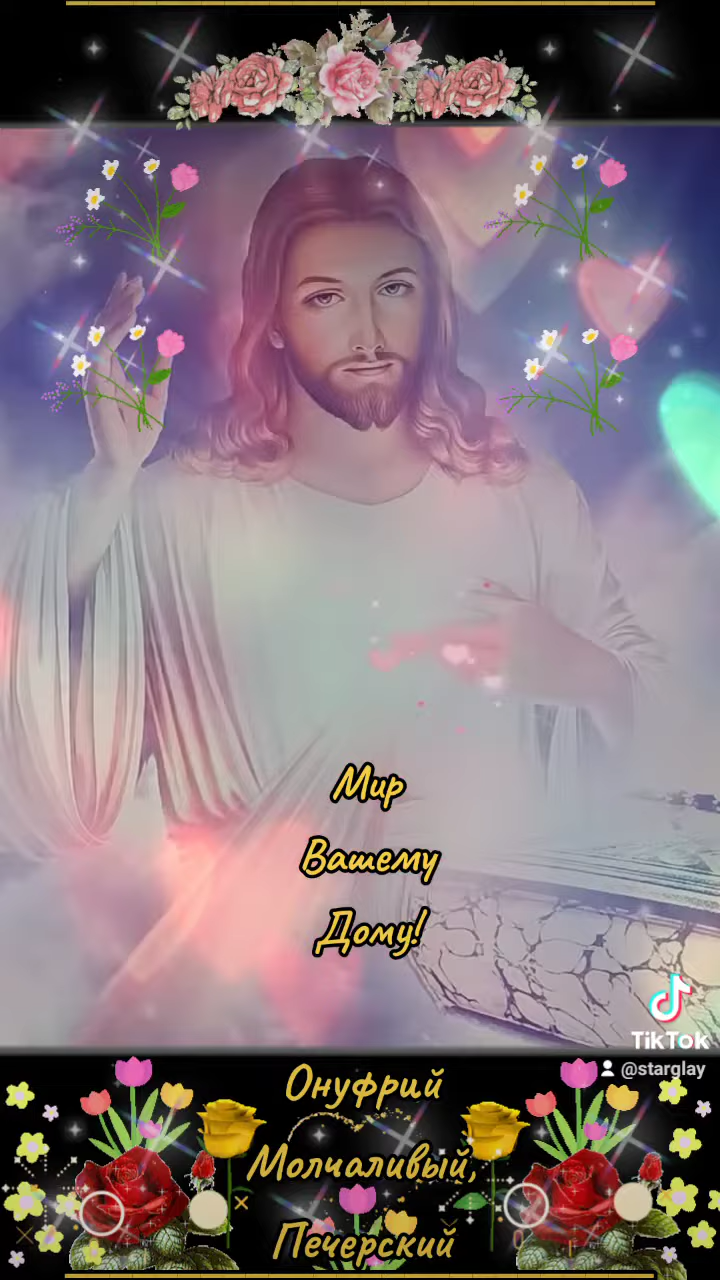 Мир
Вашему
Дому!
TikTok
@starglay
Онуфрий
Молчаливый,
Печерский